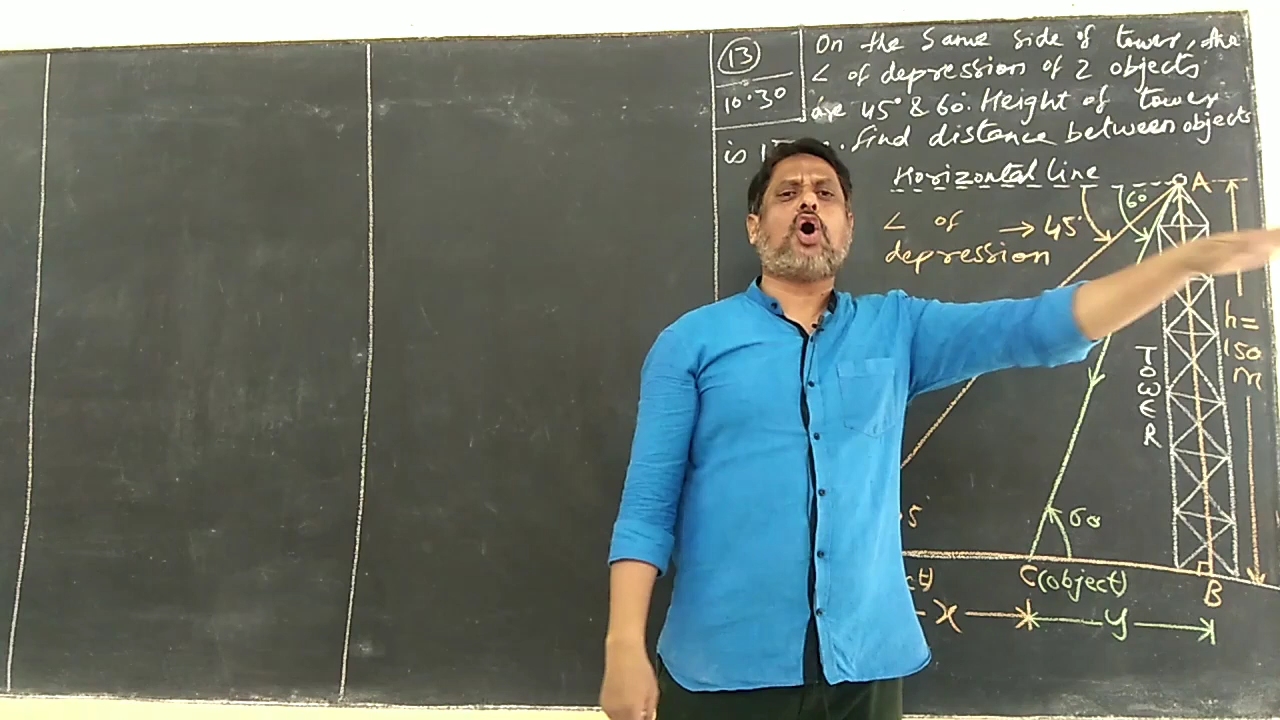 13
10.30
On the same side of tower, the
∠ of depression of 2 objects
are 45° & 60°. Height of tower
is . Find distance between objects
Horizontal Line
A
60
∠ of → 45°
depression
h=
150
m
TOWER
5
60
C(object)
B
x
y